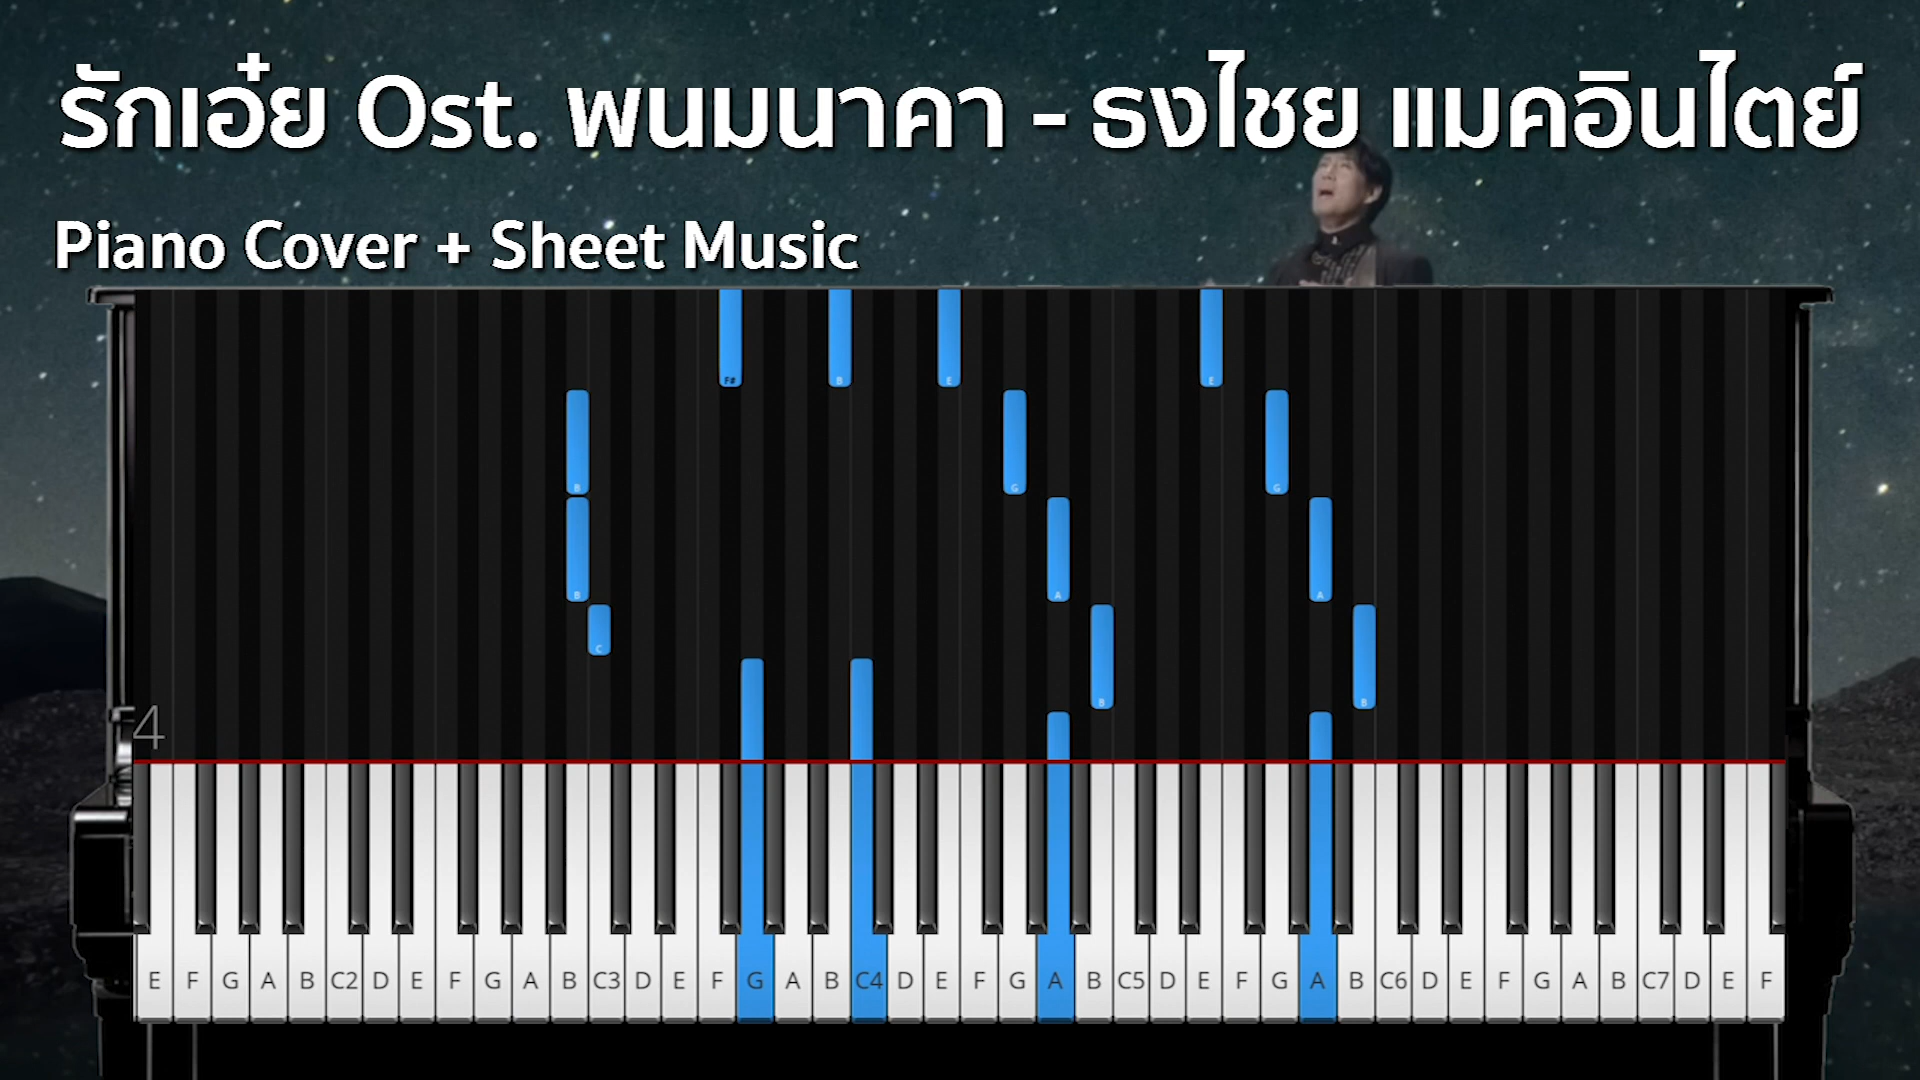 รักเอ๋ย Ost. พนมนาคา - ธงไชย แมคอินไตย์
Piano Cover + Sheet Music
F# B E E
B G G
B A A
C
B B
4
E F G A B C2 D E F G A B C3 D E F G A B C4 D E F G A B C5 D E F G A B C6 D E F G A B C7 D E F